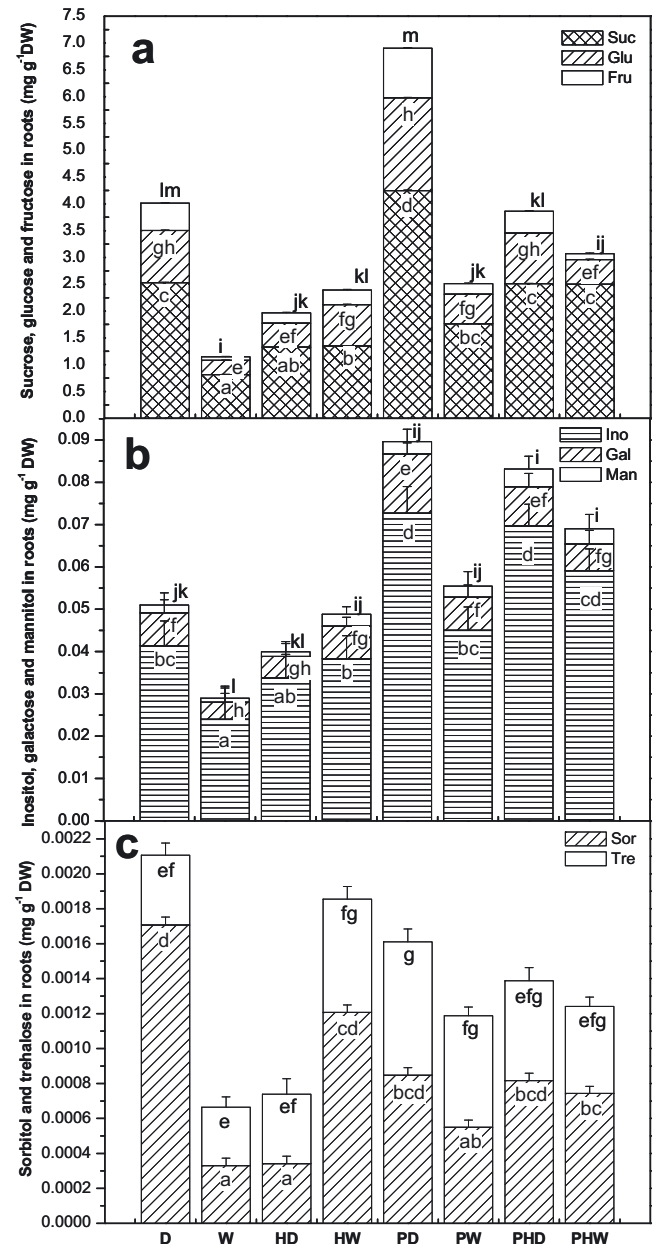 Sucrose, glucose and fructose in roots (mg g⁻¹DW)
7.5
7.0
6.5
6.0
5.5
5.0
4.5
4.0
3.5
3.0
2.5
2.0
1.5
1.0
0.5
0.0
a
Suc
Glu
Fru
lm
gh
c
i
e
a
jk
ef
ab
kl
fg
b
m
h
d
jk
fg
bc
kl
gh
c
ij
ef
c
Inositol, galactose and mannitol in roots (mg g⁻¹ DW)
0.09
0.08
0.07
0.06
0.05
0.04
0.03
0.02
0.01
0.00
b
Ino
Gal
Man
jk
f
bc
l
h
a
kl
gh
ab
ij
fg
b
ij
e
d
ij
f
bc
i
ef
d
i
fg
cd
Sorbitol and trehalose in roots (mg g⁻¹ DW)
0.0022
0.0020
0.0018
0.0016
0.0014
0.0012
0.0010
0.0008
0.0006
0.0004
0.0002
0.0000
c
Sor
Tre
ef
d
e
a
ef
a
fg
cd
g
bcd
fg
ab
efg
bcd
efg
bc
D W HD HW PD PW PHD PHW